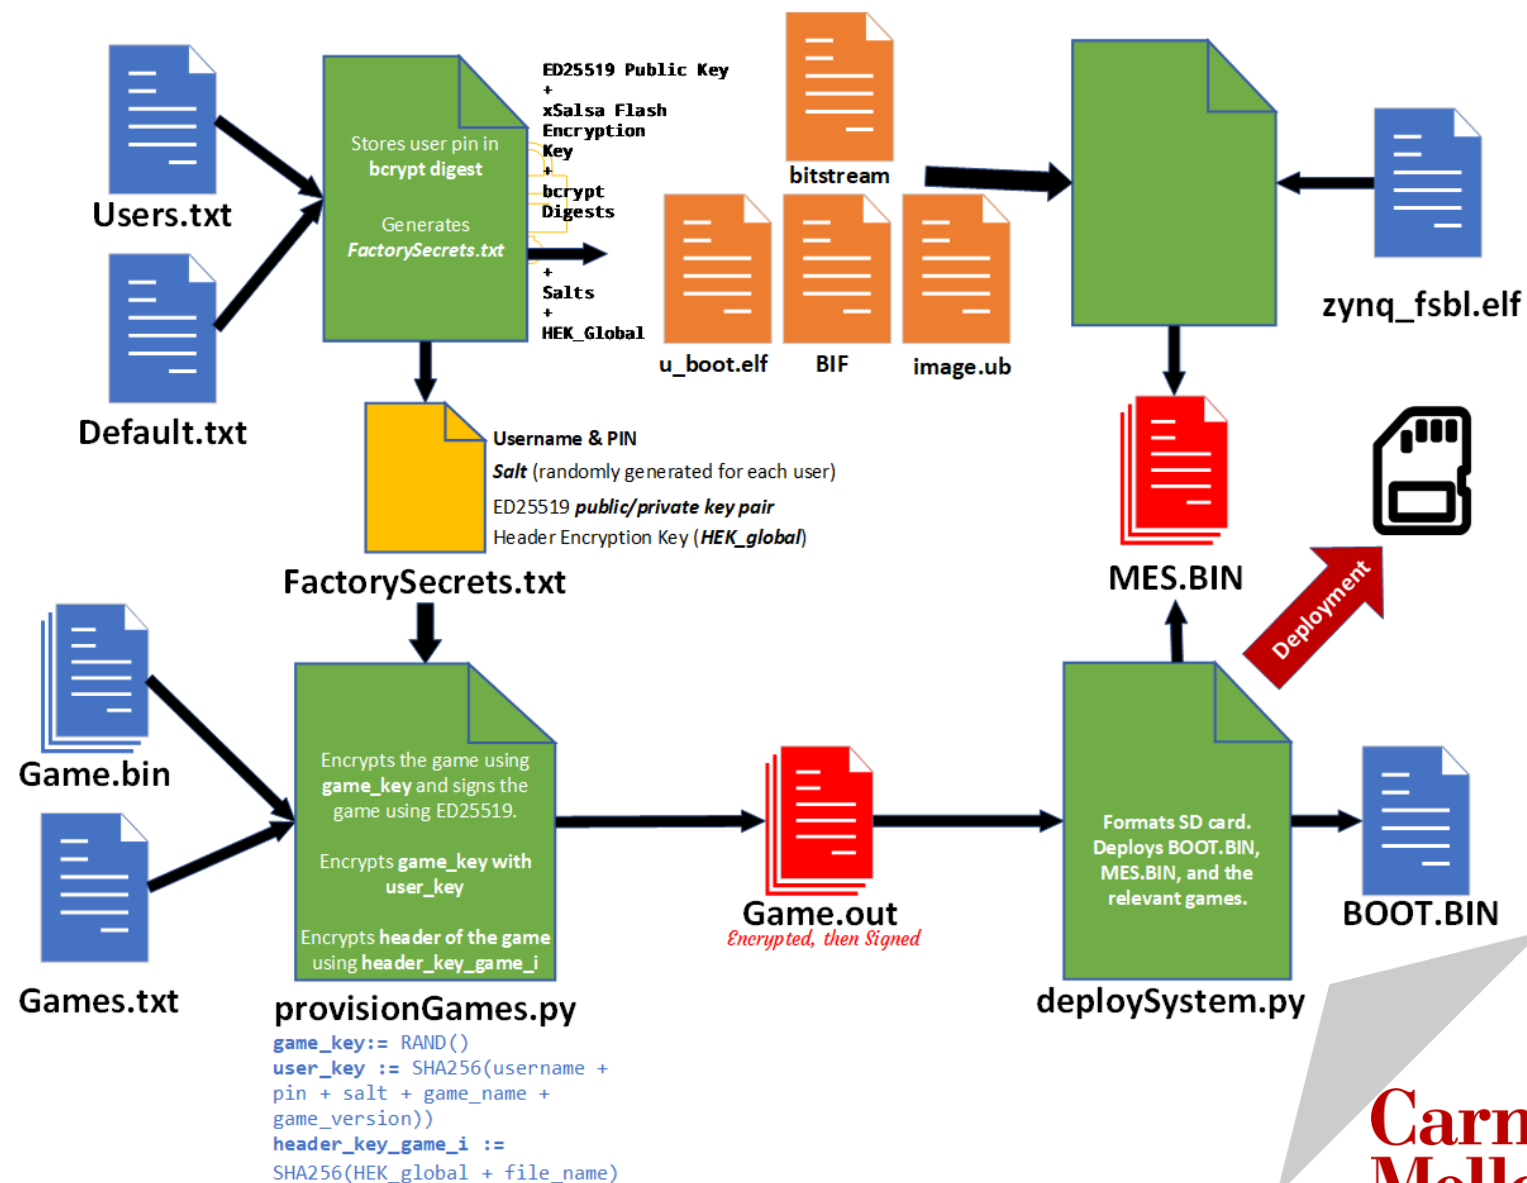 ED25519 Public Key
+
xSalsa Flash
Encryption
Key
+
bcrypt
Digests
+
Salts
+
HEK_Global
Stores user pin in
bcrypt digest
Generates
FactorySecrets.txt
Users.txt
Default.txt
bitstream
u_boot.elf
BIF
image.ub
zynq_fsbl.elf
Username & PIN
Salt (randomly generated for each user)
ED25519 public/private key pair
Header Encryption Key (HEK_global)
FactorySecrets.txt
MES.BIN
Deployment
Game.bin
Games.txt
Encrypts the game using
game_key and signs the
game using ED25519.
Encrypts game_key with
user_key
Encrypts header of the game
using header_key_game_i
provisionGames.py
game_key:= RAND()
user_key := SHA256(username +
pin + salt + game_name +
game_version))
header_key_game_i :=
SHA256(HEK_global + file_name)
Game.out
Encrypted, then Signed
Formats SD card.
Deploys BOOT.BIN,
MES.BIN, and the
relevant games.
deploySystem.py
BOOT.BIN